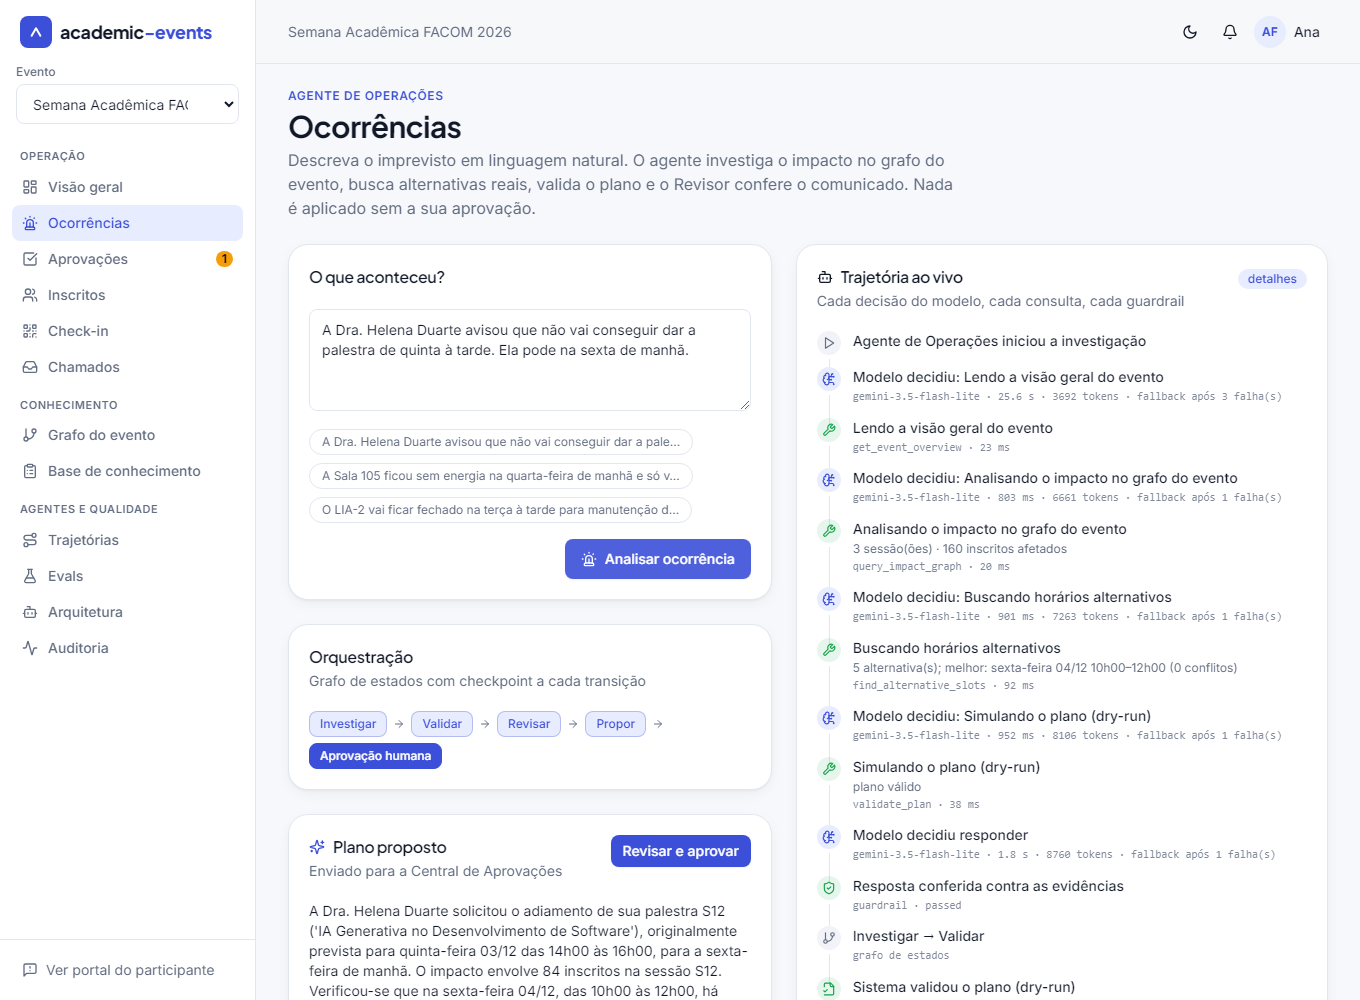 academic-events
Evento
Semana Acadêmica FAC
OPERAÇÃO
Visão geral
Ocorrências
Aprovações
1
Inscritos
Check-in
Chamados
CONHECIMENTO
Grafo do evento
Base de conhecimento
AGENTES E QUALIDADE
Trajetórias
Evals
Arquitetura
Auditoria
Ver portal do participante
Semana Acadêmica FACOM 2026
AF
Ana
AGENTE DE OPERAÇÕES
Ocorrências
Descreva o imprevisto em linguagem natural. O agente investiga o impacto no grafo do
evento, busca alternativas reais, valida o plano e o Revisor confere o comunicado. Nada
é aplicado sem a sua aprovação.
O que aconteceu?
A Dra. Helena Duarte avisou que não vai conseguir dar a
palestra de quinta à tarde. Ela pode na sexta de manhã.
A Dra. Helena Duarte avisou que não vai conseguir dar a pale...
A Sala 105 ficou sem energia na quarta-feira de manhã e só v...
O LIA-2 vai ficar fechado na terça à tarde para manutenção d...
Analisar ocorrência
Orquestração
Grafo de estados com checkpoint a cada transição
Investigar → Validar → Revisar → Propor →
Aprovação humana
Plano proposto
Revisar e aprovar
Enviado para a Central de Aprovações
A Dra. Helena Duarte solicitou o adiamento de sua palestra S12
('IA Generativa no Desenvolvimento de Software'), originalmente
prevista para quinta-feira 03/12 das 14h00 às 16h00, para a sexta-
feira de manhã. O impacto envolve 84 inscritos na sessão S12.
Verificou-se que na sexta-feira 04/12, das 10h00 às 12h00, há
Trajetória ao vivo
detalhes
Cada decisão do modelo, cada consulta, cada guardrail
Agente de Operações iniciou a investigação
Modelo decidiu: Lendo a visão geral do evento
gemini-3.5-flash-lite · 25.6 s · 3692 tokens · fallback após 3 falha(s)
Lendo a visão geral do evento
get_event_overview · 23 ms
Modelo decidiu: Analisando o impacto no grafo do evento
gemini-3.5-flash-lite · 803 ms · 6661 tokens · fallback após 1 falha(s)
Analisando o impacto no grafo do evento
3 sessão(ões) · 160 inscritos afetados
query_impact_graph · 20 ms
Modelo decidiu: Buscando horários alternativos
gemini-3.5-flash-lite · 901 ms · 7263 tokens · fallback após 1 falha(s)
Buscando horários alternativos
5 alternativa(s); melhor: sexta-feira 04/12 10h00–12h00 (0 conflitos)
find_alternative_slots · 92 ms
Modelo decidiu: Simulando o plano (dry-run)
gemini-3.5-flash-lite · 952 ms · 8106 tokens · fallback após 1 falha(s)
Simulando o plano (dry-run)
plano válido
validate_plan · 38 ms
Modelo decidiu responder
gemini-3.5-flash-lite · 1.8 s · 8760 tokens · fallback após 1 falha(s)
Resposta conferida contra as evidências
guardrail · passed
Investigar → Validar
grafo de estados
Sistema validou o plano (dry-run)